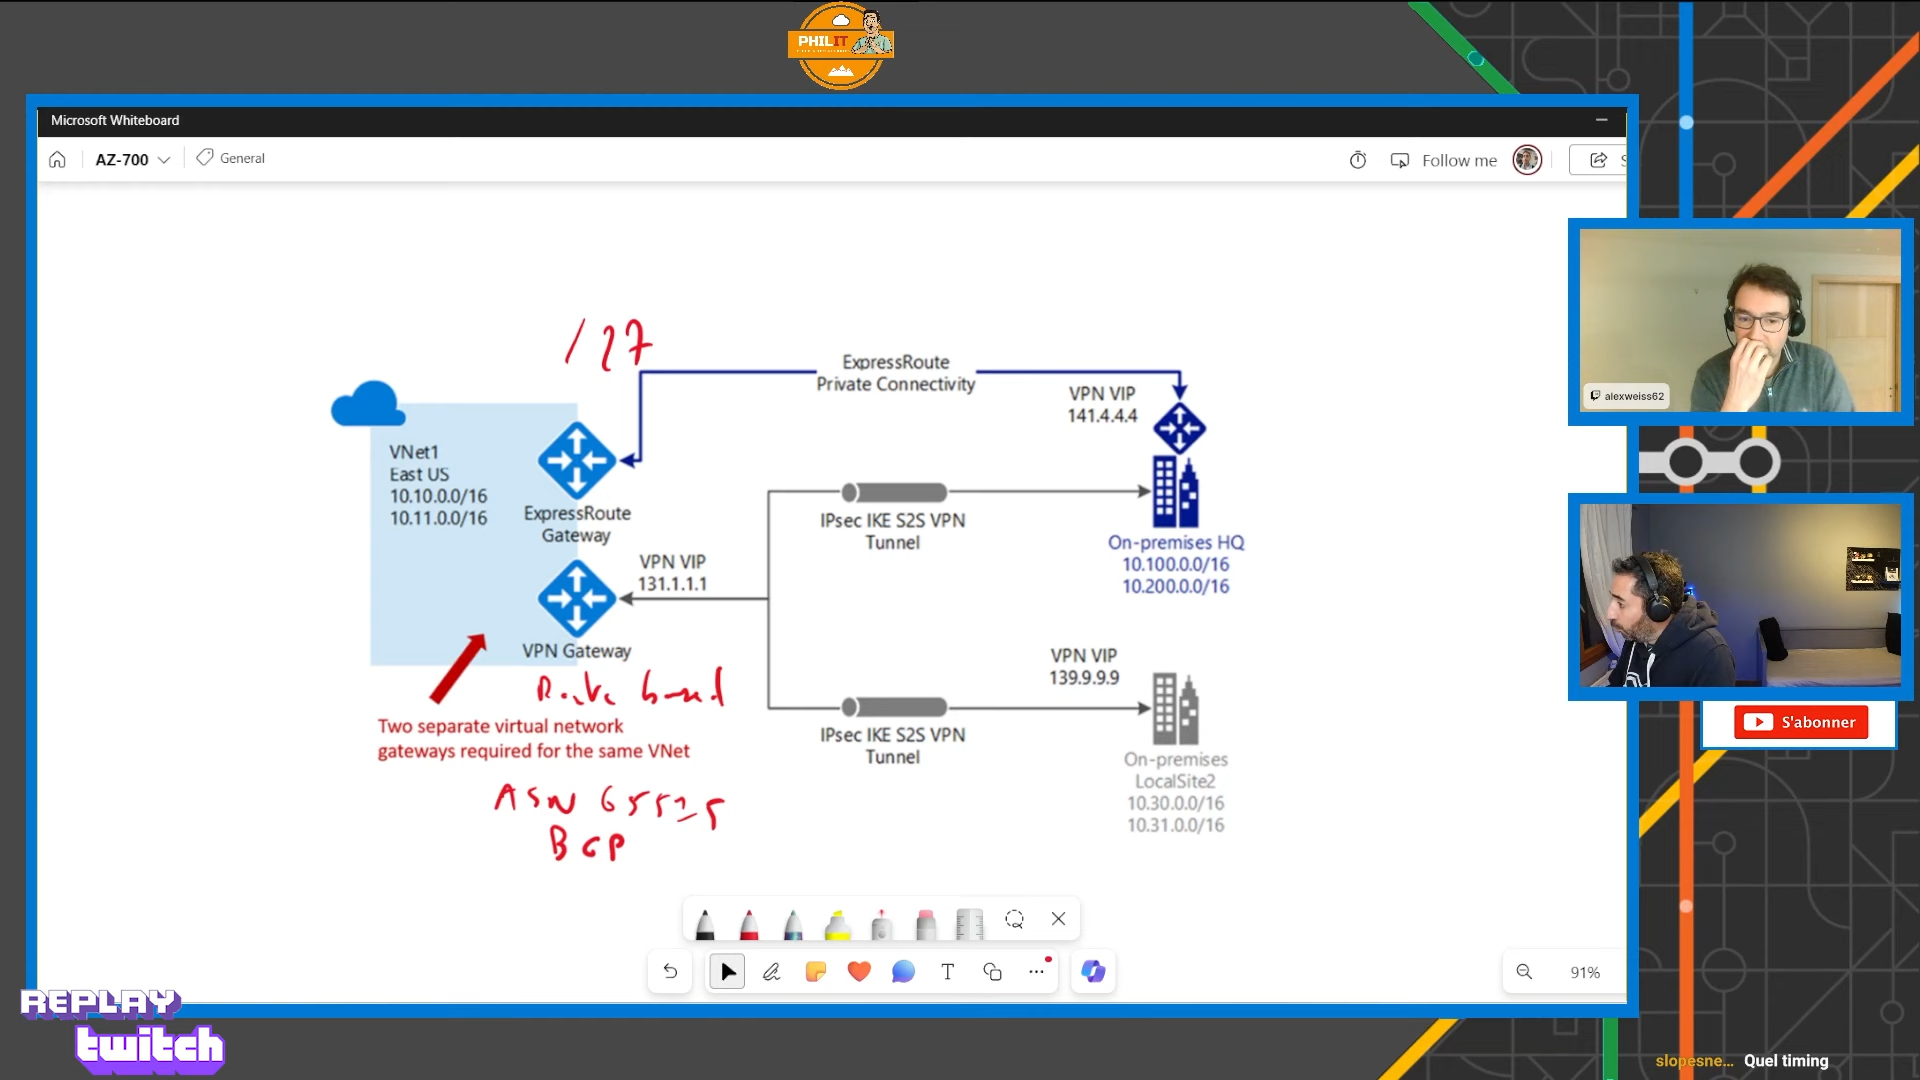 PHILIT
Microsoft Whiteboard
AZ-700
General
Follow me
/27
ExpressRoute
Private Connectivity
VPN VIP
141.4.4.4
VNet1
East US
10.10.0.0/16
10.11.0.0/16
ExpressRoute
Gateway
IPsec IKE S2S VPN
Tunnel
On-premises HQ
10.100.0.0/16
10.200.0.0/16
VPN VIP
131.1.1.1
VPN Gateway
Route based
Two separate virtual network
gateways required for the same VNet
VPN VIP
139.9.9.9
IPsec IKE S2S VPN
Tunnel
On-premises
LocalSite2
10.30.0.0/16
10.31.0.0/16
ASN 65525
BGP
91%
alexweiss62
S'abonner
REPLAY
twitch
slopesne... Quel timing